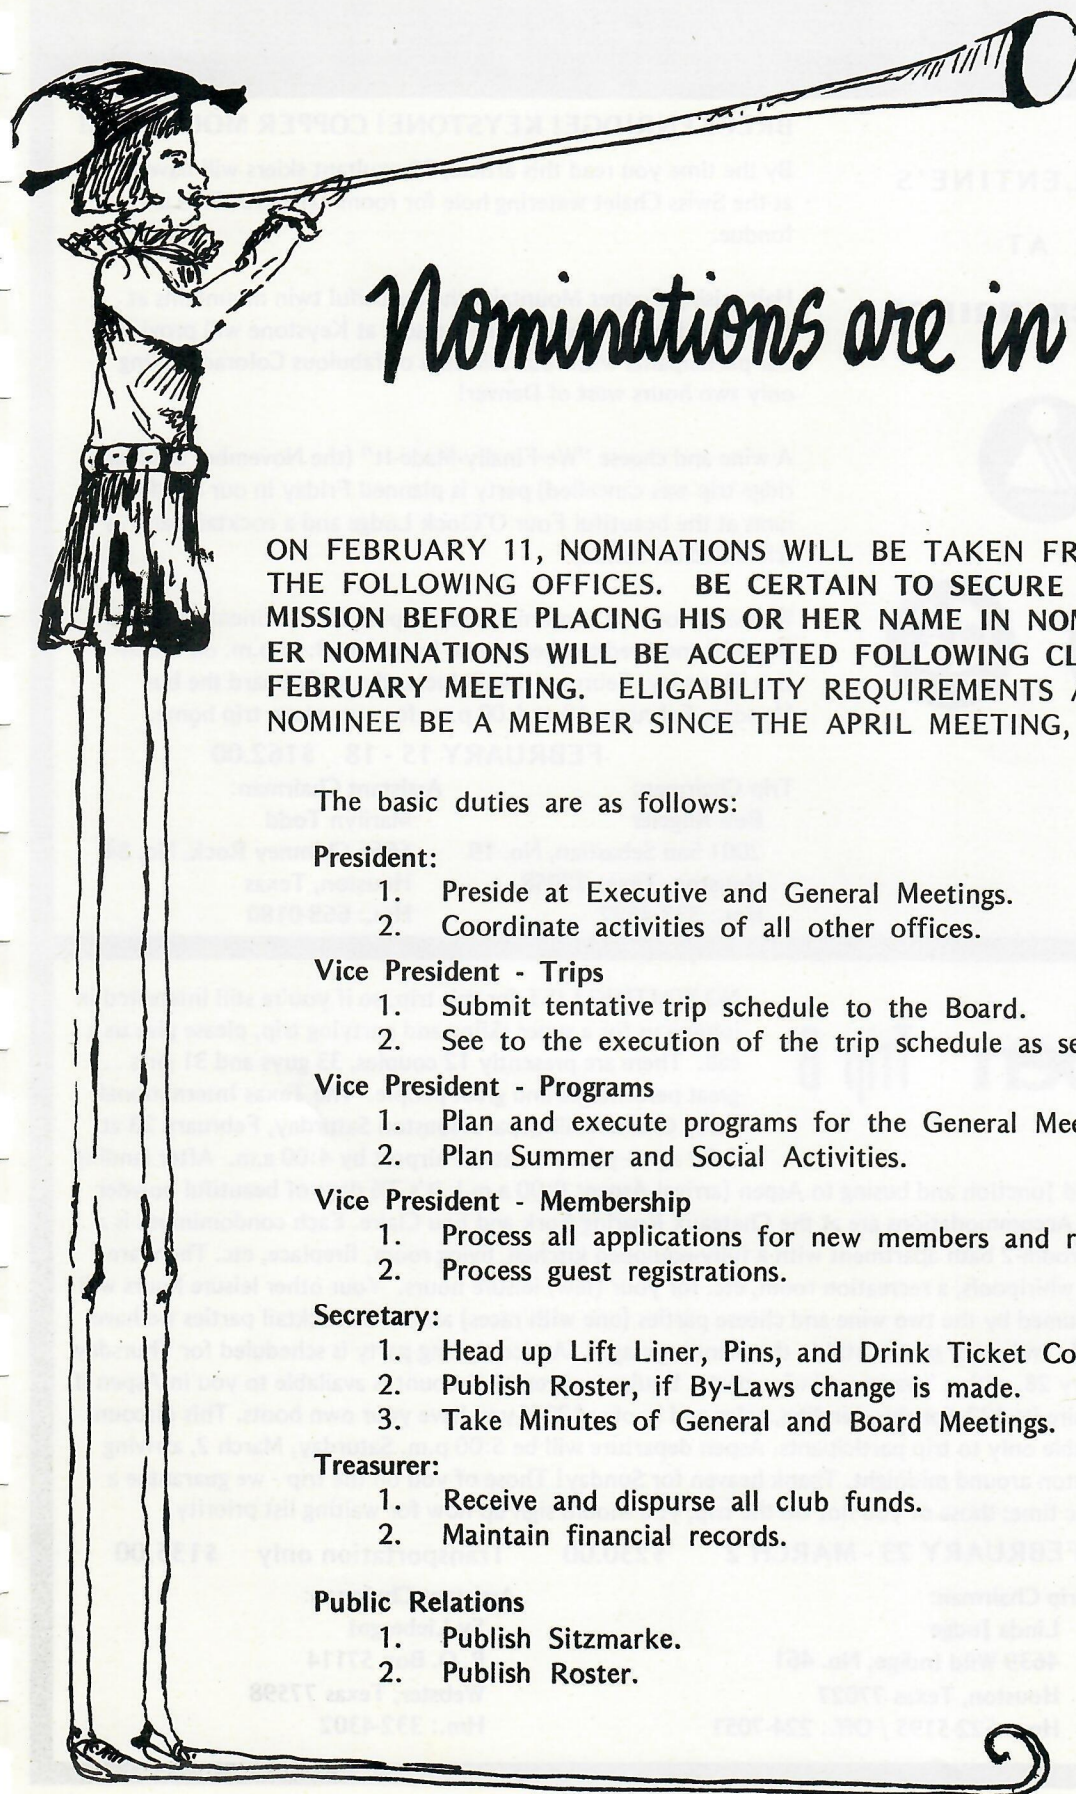 Nominations are in
ON FEBRUARY 11, NOMINATIONS WILL BE TAKEN FR
THE FOLLOWING OFFICES. BE CERTAIN TO SECURE
MISSION BEFORE PLACING HIS OR HER NAME IN NOM
ER NOMINATIONS WILL BE ACCEPTED FOLLOWING CL
FEBRUARY MEETING. ELIGABILITY REQUIREMENTS A
NOMINEE BE A MEMBER SINCE THE APRIL MEETING,
The basic duties are as follows:
President:
1. Preside at Executive and General Meetings.
2. Coordinate activities of all other offices.
Vice President - Trips
1. Submit tentative trip schedule to the Board.
2. See to the execution of the trip schedule as se
Vice President - Programs
1. Plan and execute programs for the General Mee
2. Plan Summer and Social Activities.
Vice President - Membership
1. Process all applications for new members and r
2. Process guest registrations.
Secretary:
1. Head up Lift Liner, Pins, and Drink Ticket Co
2. Publish Roster, if By-Laws change is made.
3. Take Minutes of General and Board Meetings.
Treasurer:
1. Receive and dispurse all club funds.
2. Maintain financial records.
Public Relations
1. Publish Sitzmarke.
2. Publish Roster.